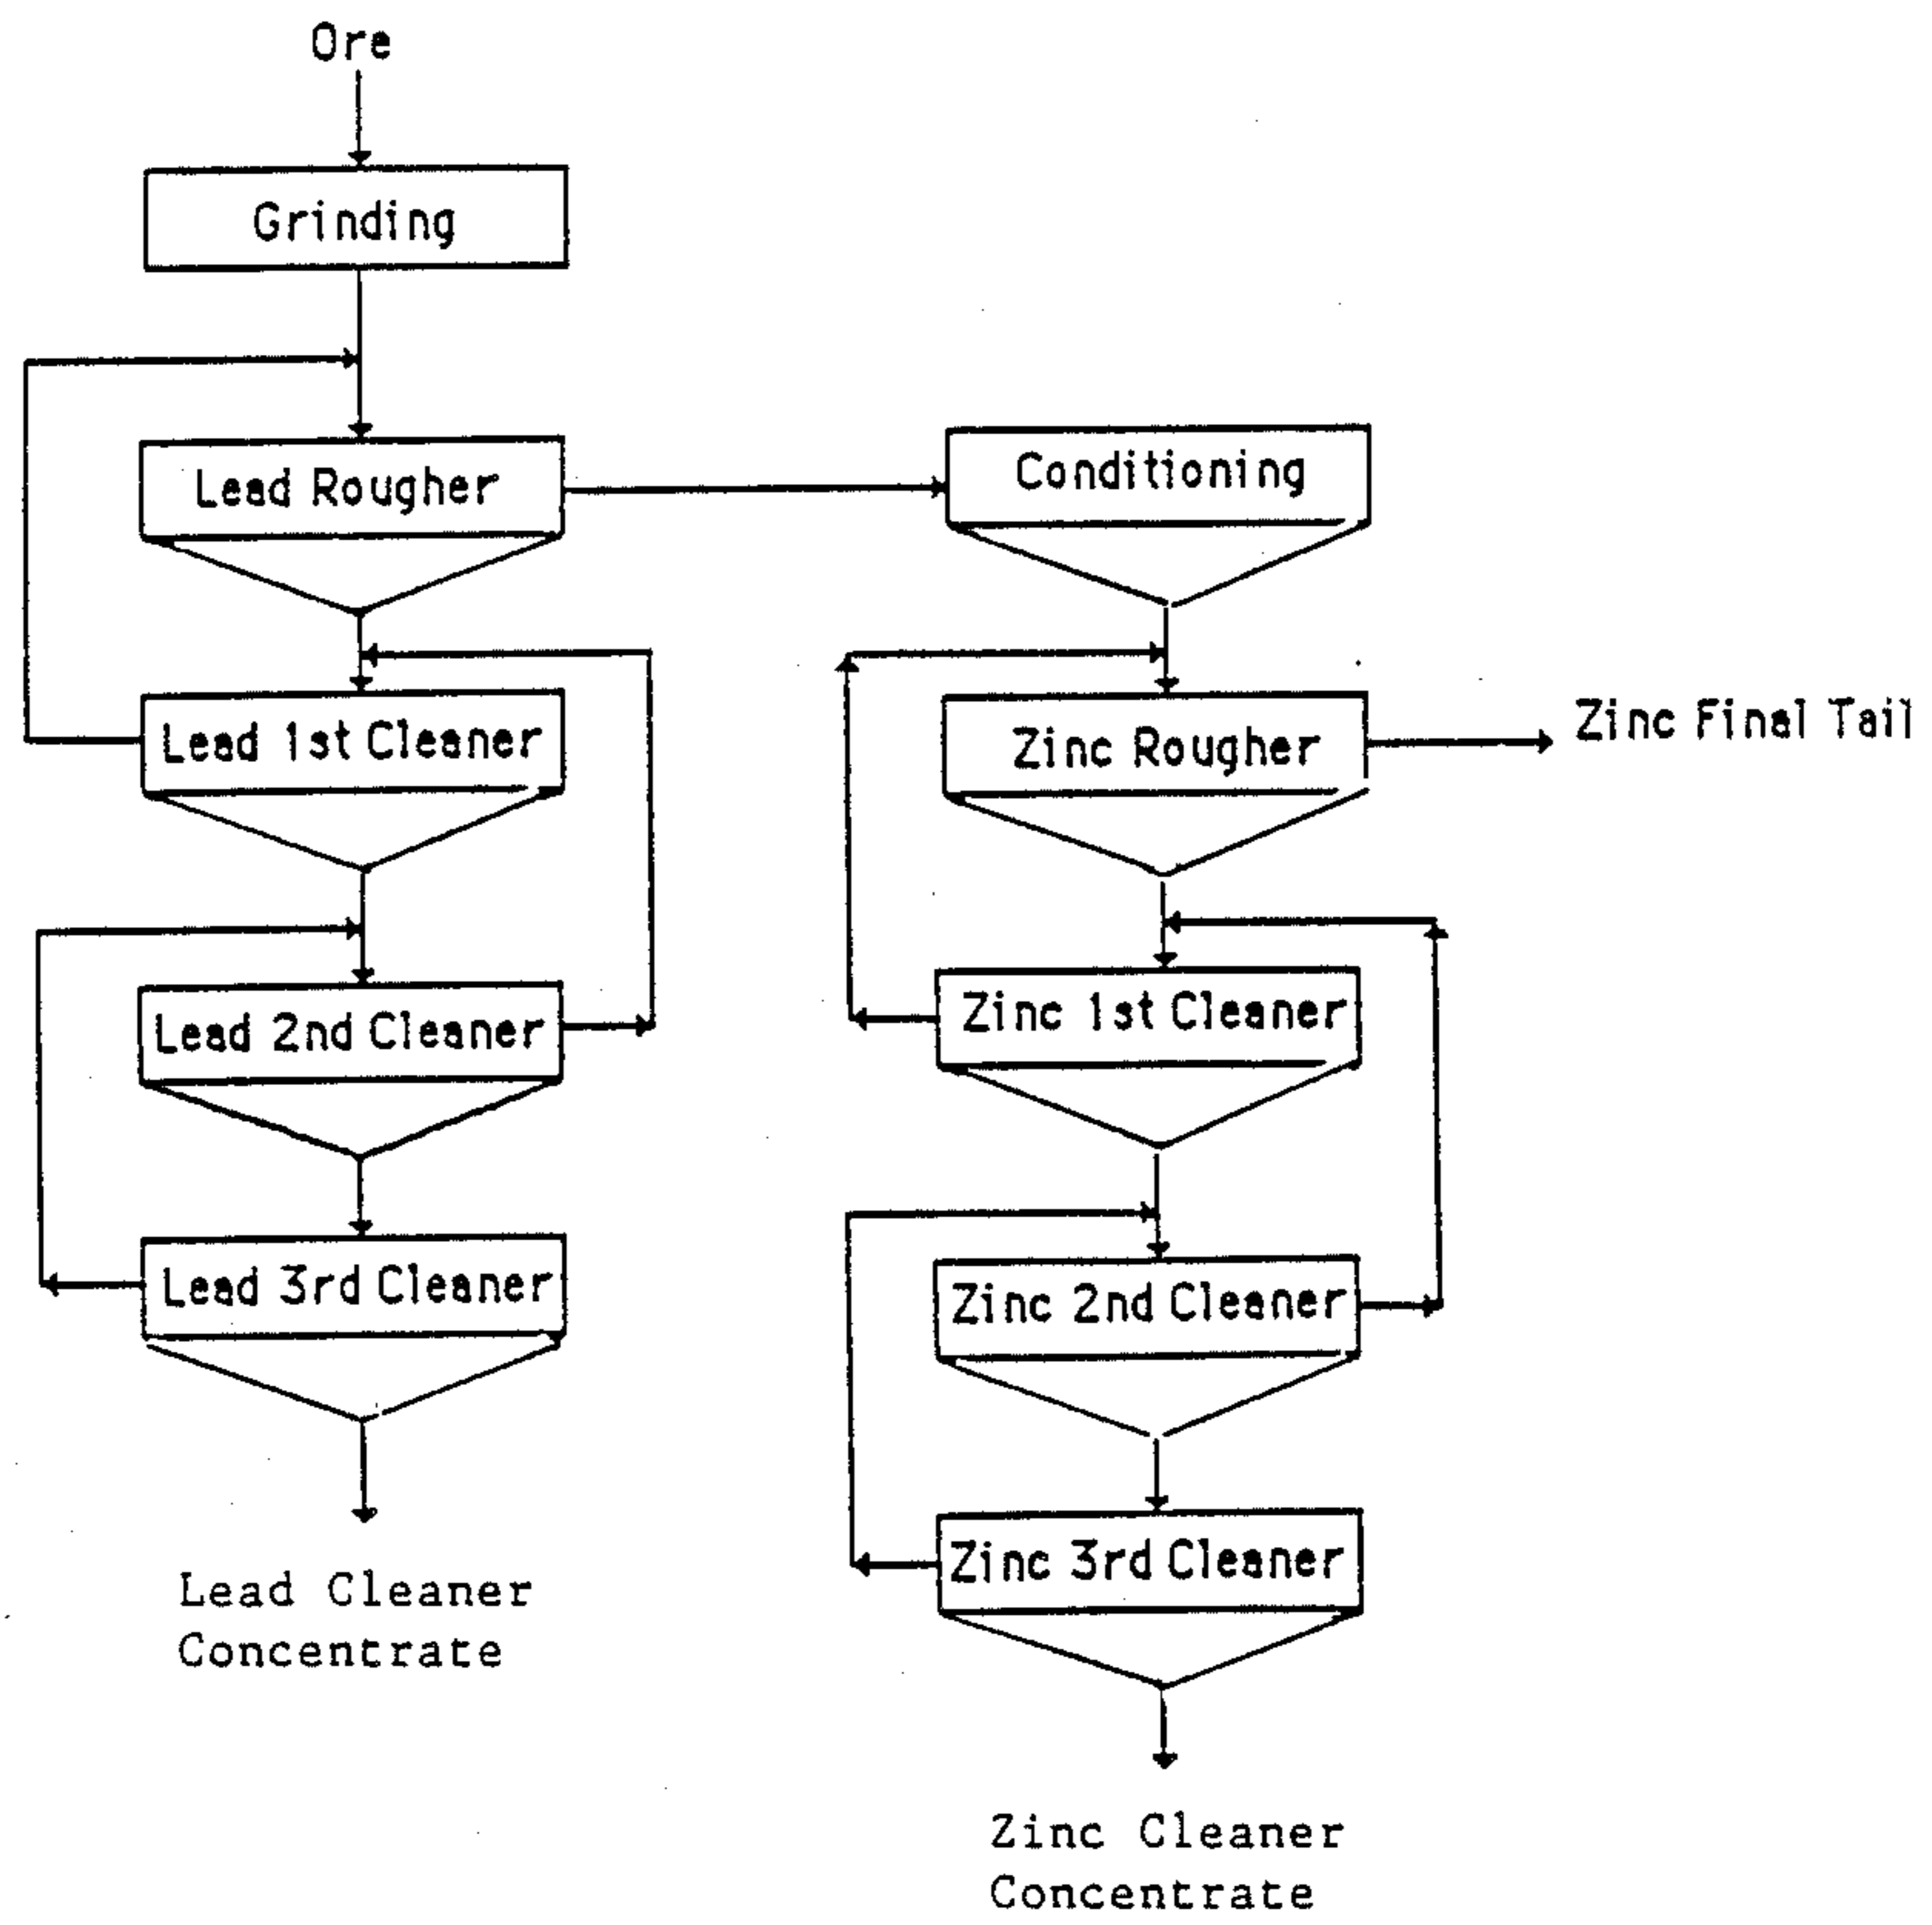 Ore
Grinding
Lead Rougher
Lead 1st Cleaner
Lead 2nd Cleaner
Lead 3rd Cleaner
Lead Cleaner
Concentrate
Conditioning
Zinc Rougher
Zinc Final Tail
Zinc 1st Cleaner
Zinc 2nd Cleaner
Zinc 3rd Cleaner
Zinc Cleaner
Concentrate